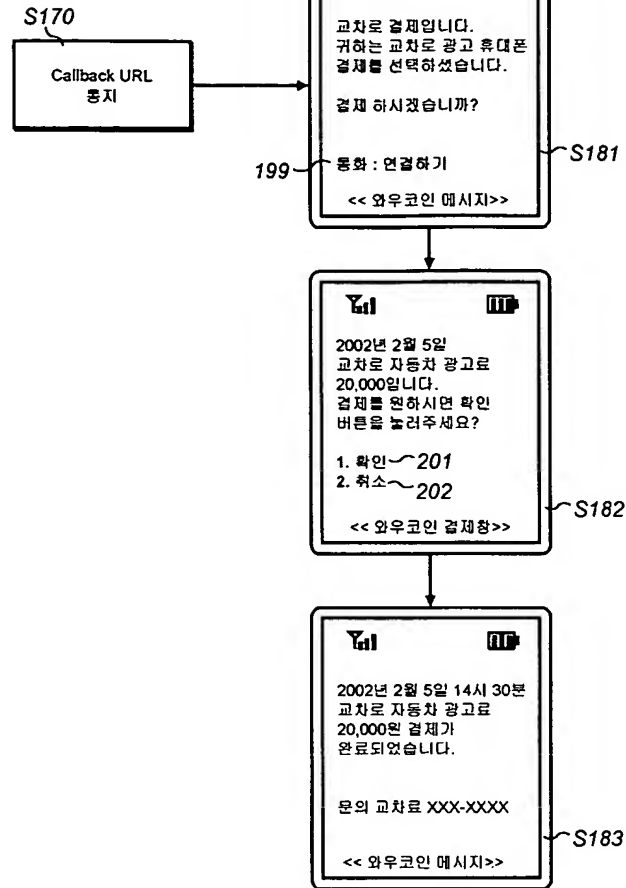 S170
Callback URL
통지
교차로 결제입니다.
귀하는 교차로 광고 휴대폰
결제를 선택하셨습니다.
결제 하시겠습니까?
199
통화 : 연결하기
S181
<< 와우코인 메시지>>
2002년 2월 5일
교차로 자동차 광고료
20,000입니다.
결제를 원하시면 확인
버튼을 눌러주세요?
1. 확인 201
2. 취소 202
S182
<< 와우코인 결제창>>
2002년 2월 5일 14시 30분
교차로 자동차 광고료
20,000원 결제가
완료되었습니다.
문의 교차료 XXX-XXXX
S183
<< 와우코인 메시지>>